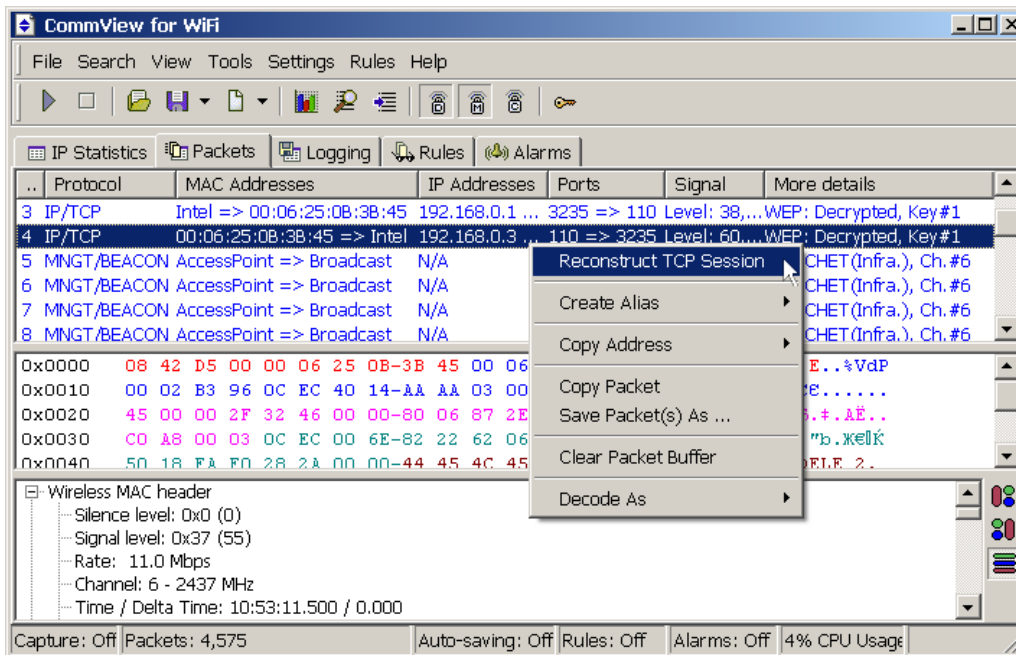 CommView for WiFi
File Search View Tools Settings Rules Help
IP Statistics Packets Logging Rules Alarms
.. Protocol MAC Addresses IP Addresses Ports Signal More details
3 IP/TCP Intel => 00:06:25:0B:3B:45 192.168.0.1 ... 3235 => 110 Level: 38,... WEP: Decrypted, Key#1
4 IP/TCP 00:06:25:0B:3B:45 => Intel 192.168.0.3 ... 110 => 3235 Level: 60,... WEP: Decrypted, Key#1
5 MNGT/BEACON AccessPoint => Broadcast N/A CHET(Infra.), Ch.#6
6 MNGT/BEACON AccessPoint => Broadcast N/A CHET(Infra.), Ch.#6
7 MNGT/BEACON AccessPoint => Broadcast N/A CHET(Infra.), Ch.#6
8 MNGT/BEACON AccessPoint => Broadcast N/A CHET(Infra.), Ch.#6
Reconstruct TCP Session
Create Alias
Copy Address
Copy Packet
Save Packet(s) As ...
Clear Packet Buffer
Decode As
0x0000 08 42 D5 00 00 06 25 0B-3B 45 00 06 E..%VdP
0x0010 00 02 B3 96 0C EC 40 14-AA AA 03 00 ......
0x0020 45 00 00 2F 32 46 00 00-80 06 87 2E .‡.AË..
0x0030 C0 A8 00 03 0C EC 00 6E-82 22 62 06
0x0040 50 18 FA F0 28 2A 00 00-44 45 4C 45 DELE 2.
Wireless MAC header
Silence level: 0x0 (0)
Signal level: 0x37 (55)
Rate: 11.0 Mbps
Channel: 6 - 2437 MHz
Time / Delta Time: 10:53:11.500 / 0.000
Capture: Off Packets: 4,575 Auto-saving: Off Rules: Off Alarms: Off 4% CPU Usage